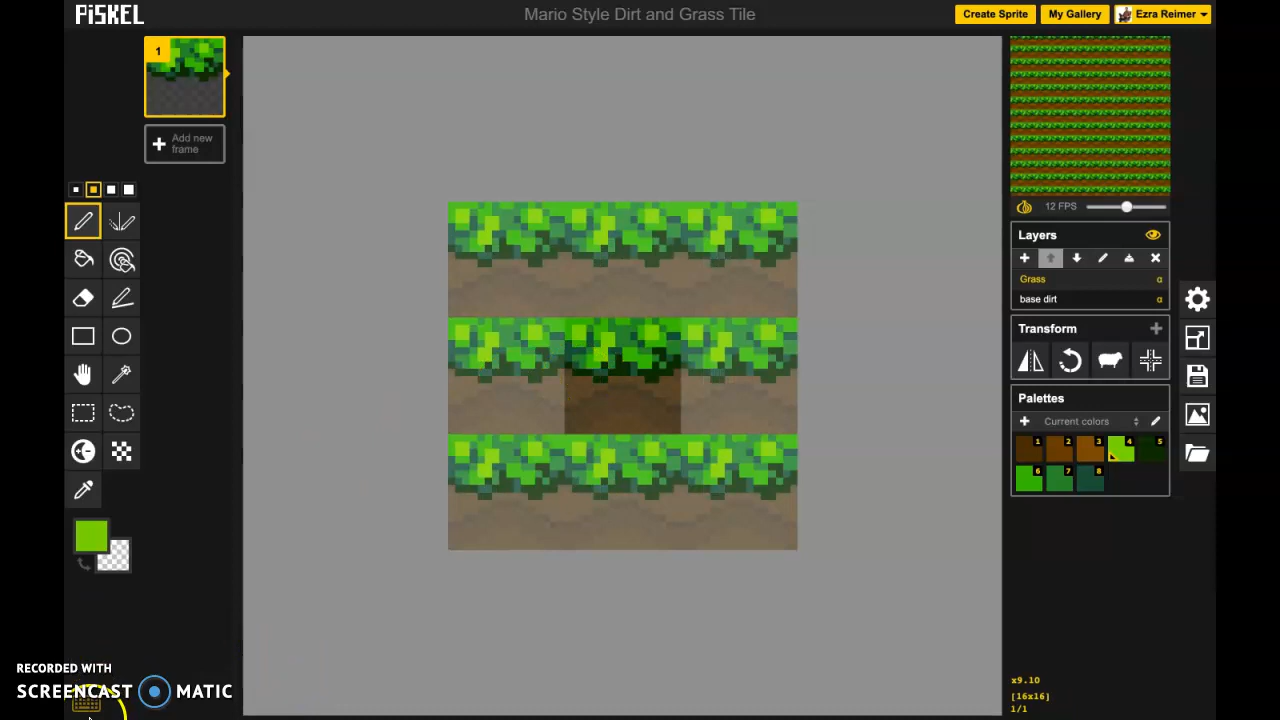 PiSKEL
Mario Style Dirt and Grass Tile
Create Sprite
My Gallery
Ezra Reimer
1
Add new
frame
12 FPS
Layers
Grass
α
base dirt
α
Transform
Palettes
Current colors
1
2
3
4
5
6
7
8
RECORDED WITH
SCREENCAST MATIC
x9.10
[16x16]
1/1